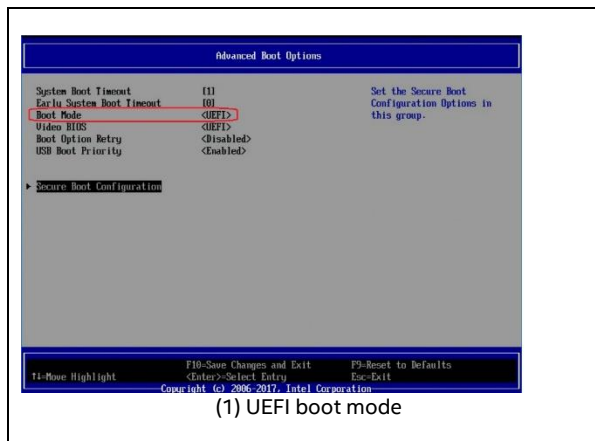 Advanced Boot Options
System Boot Timeout [1]
Early System Boot Timeout [0]
Boot Mode <UEFI>
Video BIOS <UEFI>
Boot Option Retry <Disabled>
USB Boot Priority <Enabled>
Secure Boot Configuration
Set the Secure Boot
Configuration Options in
this group.
F10=Save Changes and Exit F9=Reset to Defaults
↑↓=Move Highlight <Enter>=Select Entry Esc=Exit
Copyright (c) 2006-2017, Intel Corporation
(1) UEFI boot mode